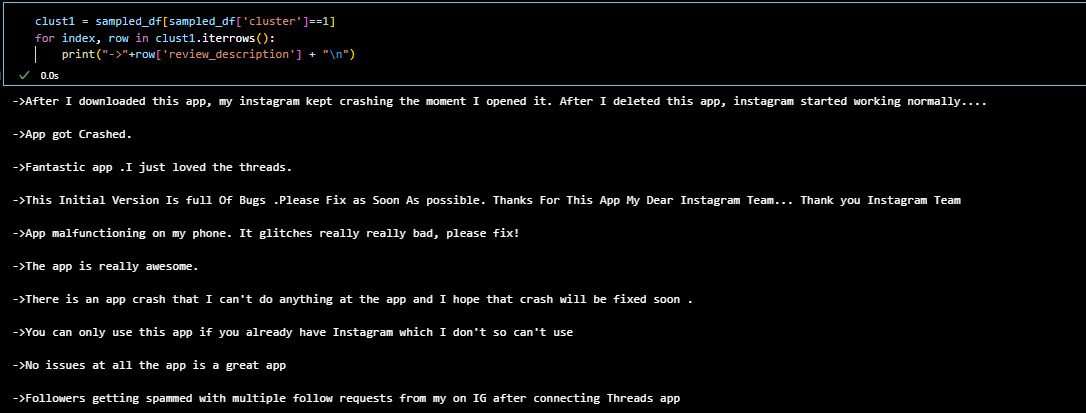 clust1 = sampled_df[sampled_df['cluster']==1]
for index, row in clust1.iterrows():
    print("->"+row['review_description'] + "\n")
0.0s
->After I downloaded this app, my instagram kept crashing the moment I opened it. After I deleted this app, instagram started working normally....
->App got Crashed.
->Fantastic app .I just loved the threads.
->This Initial Version Is full Of Bugs .Please Fix as Soon As possible. Thanks For This App My Dear Instagram Team... Thank you Instagram Team
->App malfunctioning on my phone. It glitches really really bad, please fix!
->The app is really awesome.
->There is an app crash that I can't do anything at the app and I hope that crash will be fixed soon .
->You can only use this app if you already have Instagram which I don't so can't use
->No issues at all the app is a great app
->Followers getting spammed with multiple follow requests from my on IG after connecting Threads app